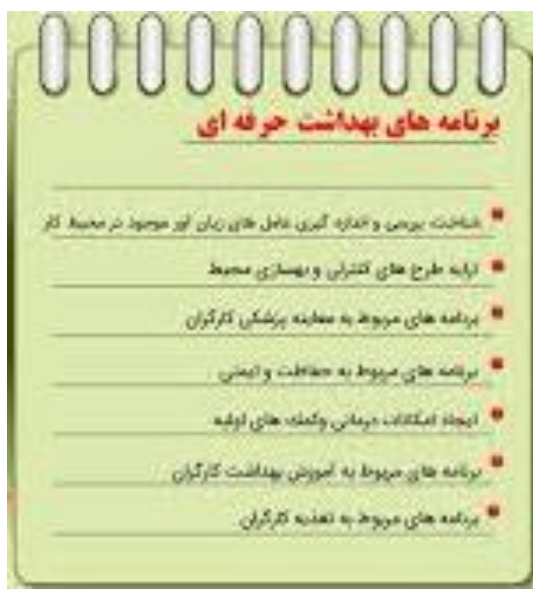 برنامه های بهداشت حرفه ای
شناخت، بررسی و اندازه گیری عامل های زیان آور موجود در محیط کار
ارایه طرح های کنترلی و بهسازی محیط
برنامه های مربوط به معاینه پزشکی کارگران
برنامه های مربوط به حفاظت و ایمنی
ایجاد امکانات درمانی وکمک های اولیه
برنامه های مربوط به آموزش بهداشت کارگران
برنامه های مربوط به تغذیه کارگران